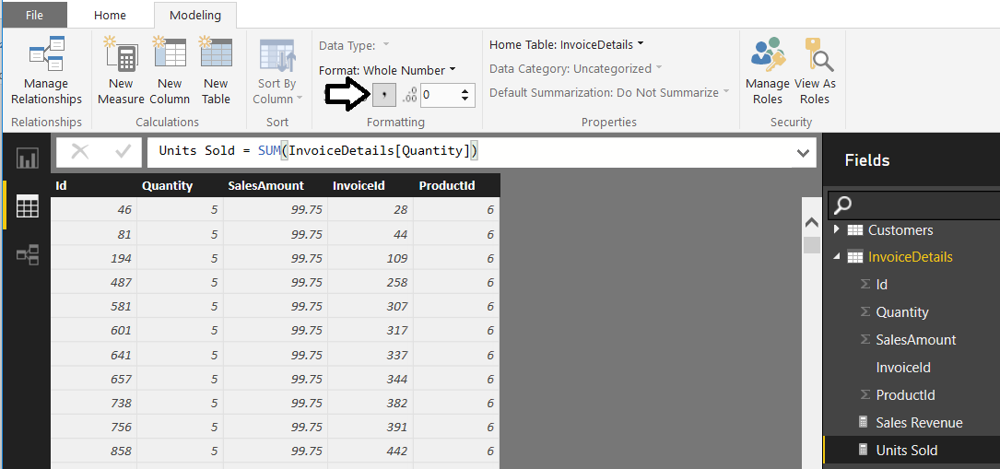 File Home Modeling
Data Type:
Home Table: InvoiceDetails
Format: Whole Number
Data Category: Uncategorized
Manage Relationships
New Measure
New Column
New Table
Sort By Column
, .00 0
Default Summarization: Do Not Summarize
Manage Roles
View As Roles
Relationships Calculations Sort Formatting Properties Security
Units Sold = SUM(InvoiceDetails[Quantity])
Id Quantity SalesAmount InvoiceId ProductId
46 5 99.75 28 6
81 5 99.75 44 6
194 5 99.75 109 6
487 5 99.75 258 6
581 5 99.75 307 6
601 5 99.75 317 6
641 5 99.75 337 6
657 5 99.75 344 6
738 5 99.75 382 6
756 5 99.75 391 6
858 5 99.75 442 6
Fields
Customers
InvoiceDetails
Id
Quantity
SalesAmount
InvoiceId
ProductId
Sales Revenue
Units Sold